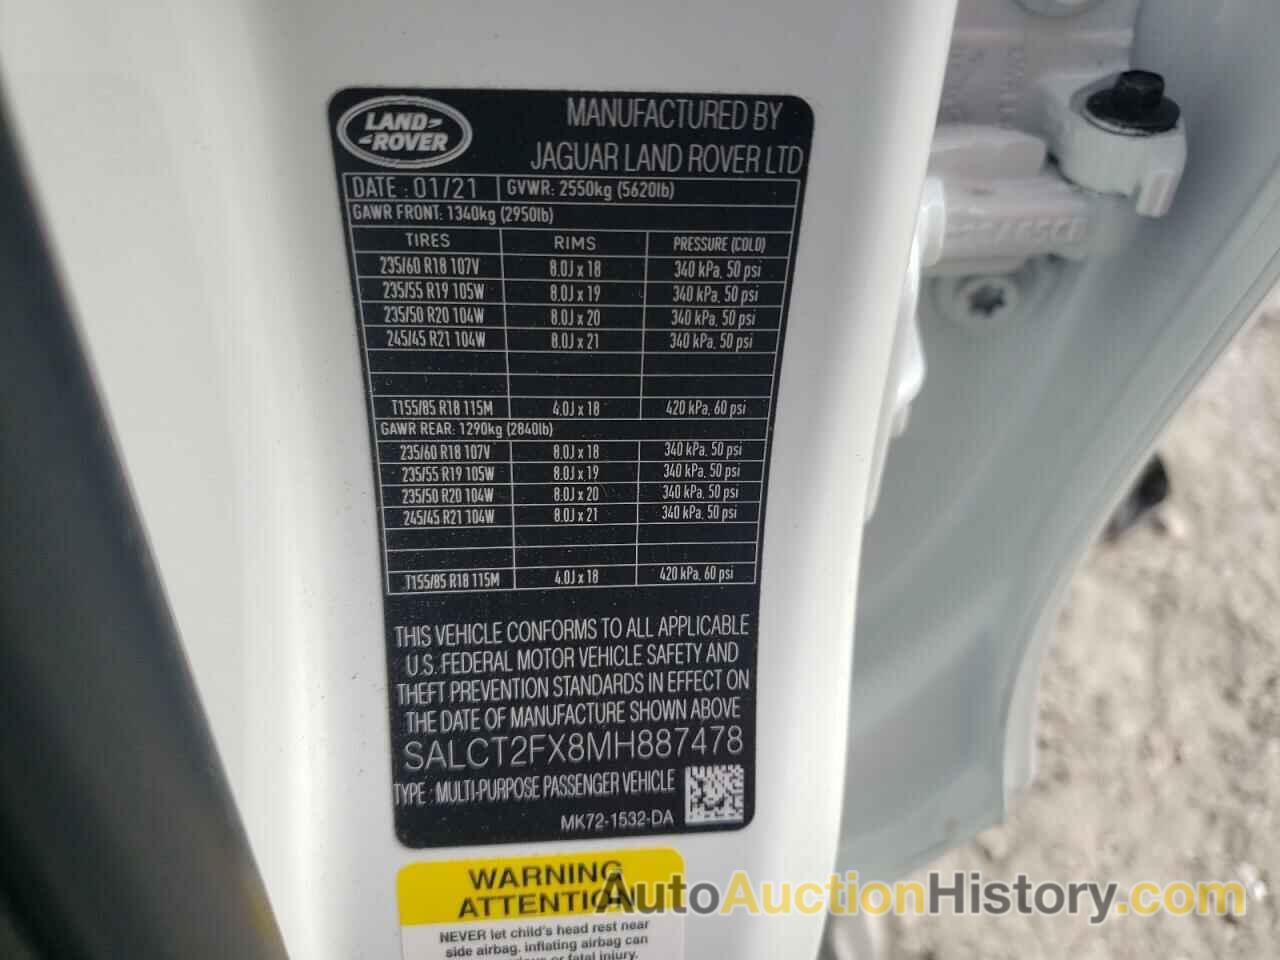 LAND-
-ROVER
MANUFACTURED BY
JAGUAR LAND ROVER LTD
DATE : 01/21 GVWR: 2550kg (5620lb)
GAWR FRONT: 1340kg (2950lb)
TIRES RIMS PRESSURE (COLD)
235/60 R18 107V 8.0J x 18 340 kPa, 50 psi
235/55 R19 105W 8.0J x 19 340 kPa, 50 psi
235/50 R20 104W 8.0J x 20 340 kPa, 50 psi
245/45 R21 104W 8.0J x 21 340 kPa, 50 psi
T155/85 R18 115M 4.0J x 18 420 kPa, 60 psi
GAWR REAR: 1290kg (2840lb)
235/60 R18 107V 8.0J x 18 340 kPa, 50 psi
235/55 R19 105W 8.0J x 19 340 kPa, 50 psi
235/50 R20 104W 8.0J x 20 340 kPa, 50 psi
245/45 R21 104W 8.0J x 21 340 kPa, 50 psi
T155/85 R18 115M 4.0J x 18 420 kPa, 60 psi
THIS VEHICLE CONFORMS TO ALL APPLICABLE
U.S. FEDERAL MOTOR VEHICLE SAFETY AND
THEFT PREVENTION STANDARDS IN EFFECT ON
THE DATE OF MANUFACTURE SHOWN ABOVE
SALCT2FX8MH887478
TYPE : MULTI-PURPOSE PASSENGER VEHICLE
MK72-1532-DA
WARNING
ATTENTION
AutoAuctionHistory.com
NEVER let child's head rest near
side airbag, inflating airbag can
or fatal injury.